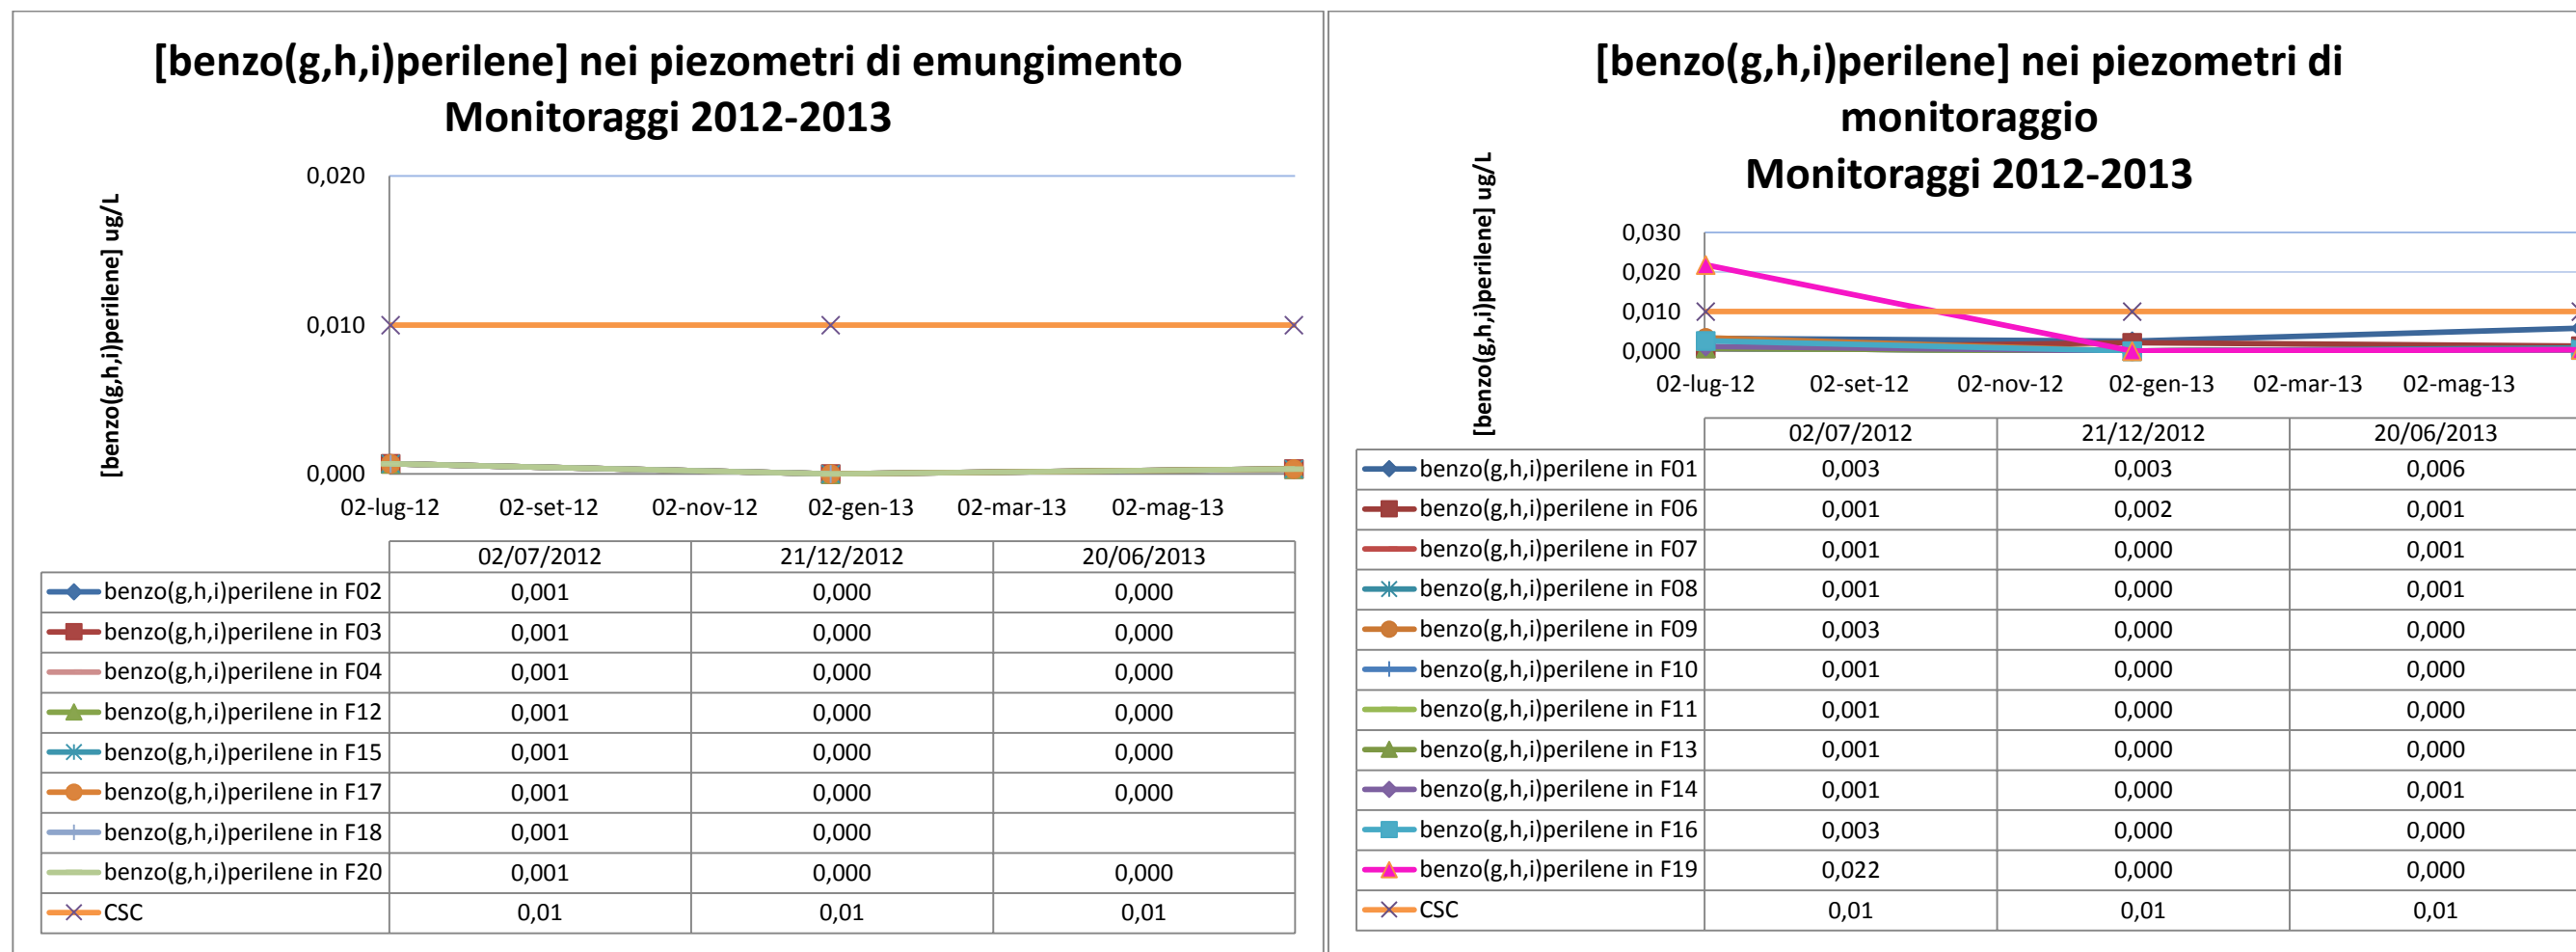 [benzo(g,h,i)perilene] nei piezometri di emungimento
Monitoraggi 2012-2013
[benzo(g,h,i)perilene] ug/L
0,020
0,010
0,000
02-lug-12 02-set-12 02-nov-12 02-gen-13 02-mar-13 02-mag-13
02/07/2012 21/12/2012 20/06/2013
benzo(g,h,i)perilene in F02 0,001 0,000 0,000
benzo(g,h,i)perilene in F03 0,001 0,000 0,000
benzo(g,h,i)perilene in F04 0,001 0,000 0,000
benzo(g,h,i)perilene in F12 0,001 0,000 0,000
benzo(g,h,i)perilene in F15 0,001 0,000 0,000
benzo(g,h,i)perilene in F17 0,001 0,000 0,000
benzo(g,h,i)perilene in F18 0,001 0,000
benzo(g,h,i)perilene in F20 0,001 0,000 0,000
CSC 0,01 0,01 0,01
[benzo(g,h,i)perilene] nei piezometri di
monitoraggio
Monitoraggi 2012-2013
[benzo(g,h,i)perilene] ug/L
0,030
0,020
0,010
0,000
02-lug-12 02-set-12 02-nov-12 02-gen-13 02-mar-13 02-mag-13
02/07/2012 21/12/2012 20/06/2013
benzo(g,h,i)perilene in F01 0,003 0,003 0,006
benzo(g,h,i)perilene in F06 0,001 0,002 0,001
benzo(g,h,i)perilene in F07 0,001 0,000 0,001
benzo(g,h,i)perilene in F08 0,001 0,000 0,001
benzo(g,h,i)perilene in F09 0,003 0,000 0,000
benzo(g,h,i)perilene in F10 0,001 0,000 0,000
benzo(g,h,i)perilene in F11 0,001 0,000 0,000
benzo(g,h,i)perilene in F13 0,001 0,000 0,000
benzo(g,h,i)perilene in F14 0,001 0,000 0,001
benzo(g,h,i)perilene in F16 0,003 0,000 0,000
benzo(g,h,i)perilene in F19 0,022 0,000 0,000
CSC 0,01 0,01 0,01